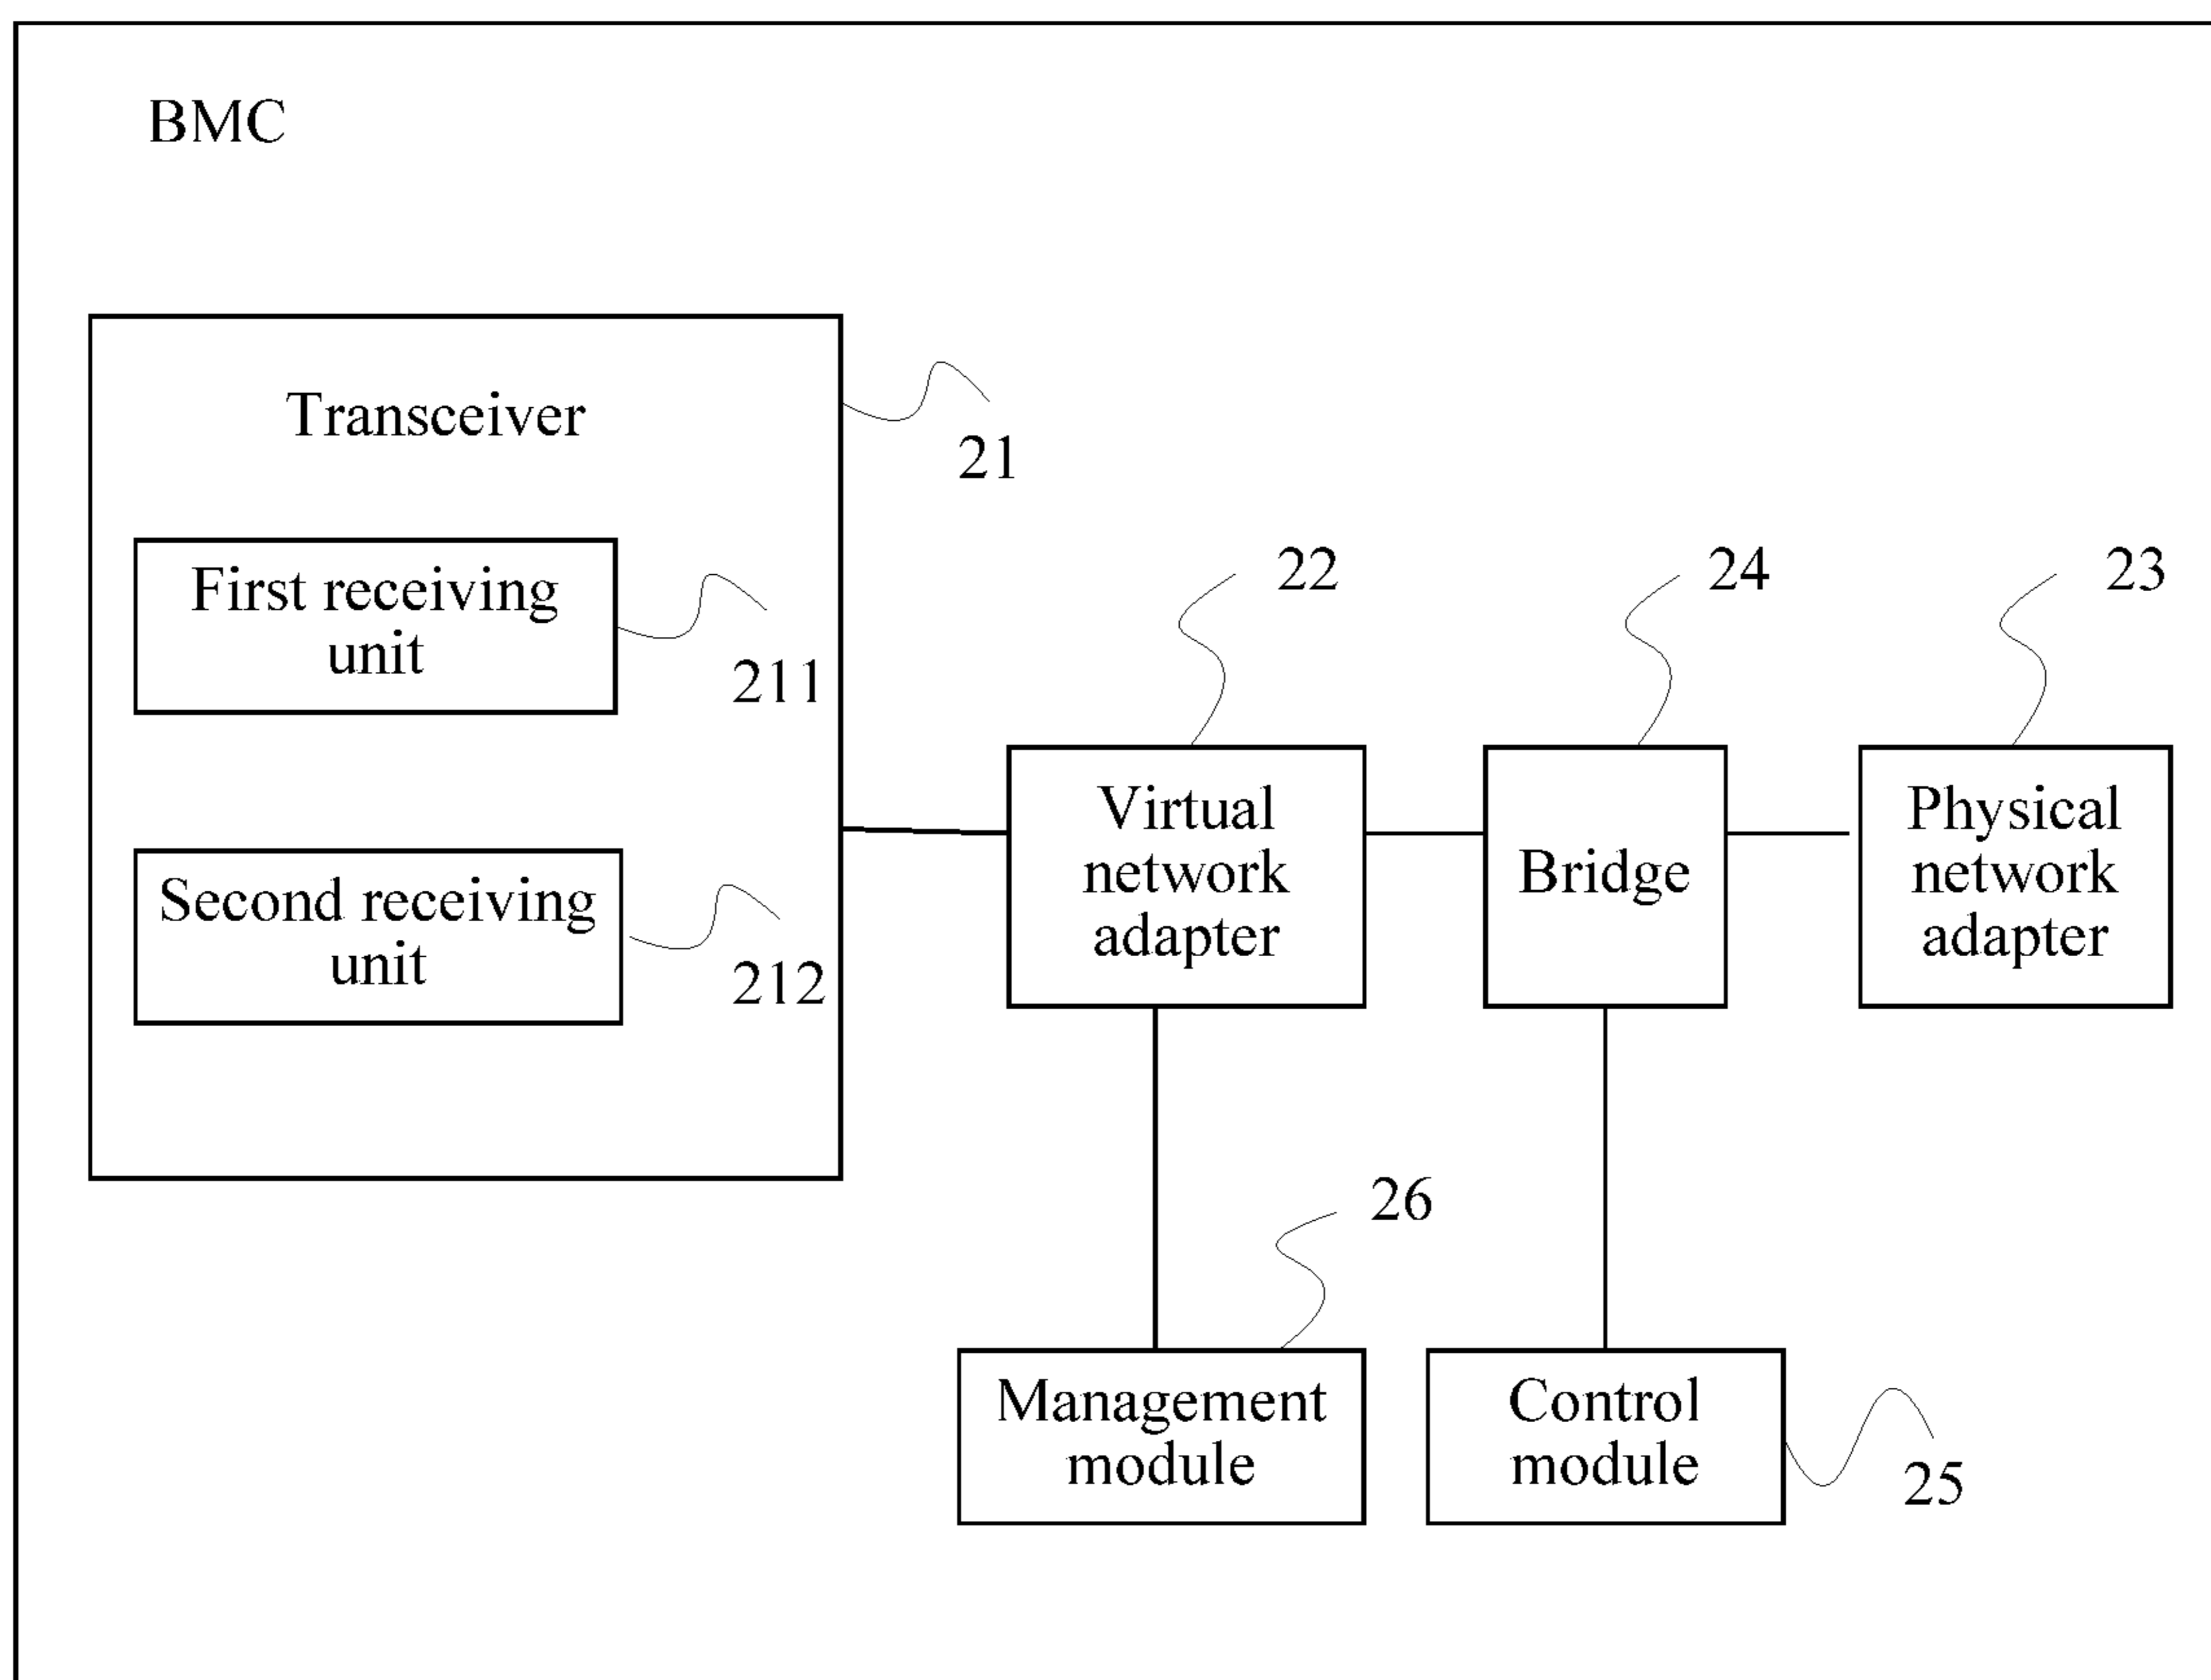 BMC
Transceiver
21
First receiving
unit
211
Second receiving
unit
212
22
24
23
Virtual
network
adapter
Bridge
Physical
network
adapter
26
Management
module
Control
module
25